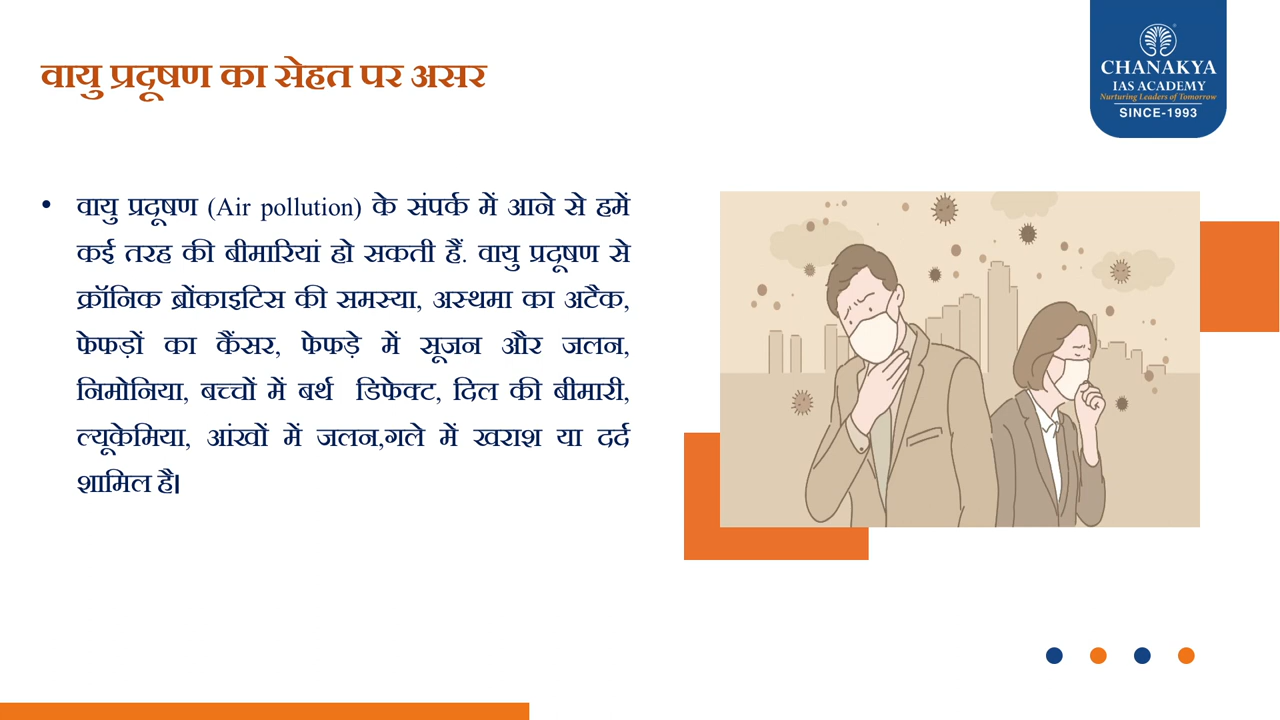 वायु प्रदूषण का सेहत पर असर
CHANAKYA
IAS ACADEMY
Nurturing Leaders of Tomorrow
SINCE-1993
• वायु प्रदूषण (Air pollution) के संपर्क में आने से हमें
कई तरह की बीमारियां हो सकती हैं. वायु प्रदूषण से
क्रॉनिक ब्रोंकाइटिस की समस्या, अस्थमा का अटैक,
फेफड़ों का कैंसर, फेफड़े में सूजन और जलन,
निमोनिया, बच्चों में बर्थ डिफेक्ट, दिल की बीमारी,
ल्यूकेमिया, आंखों में जलन,गले में खराश या दर्द
शामिल है।